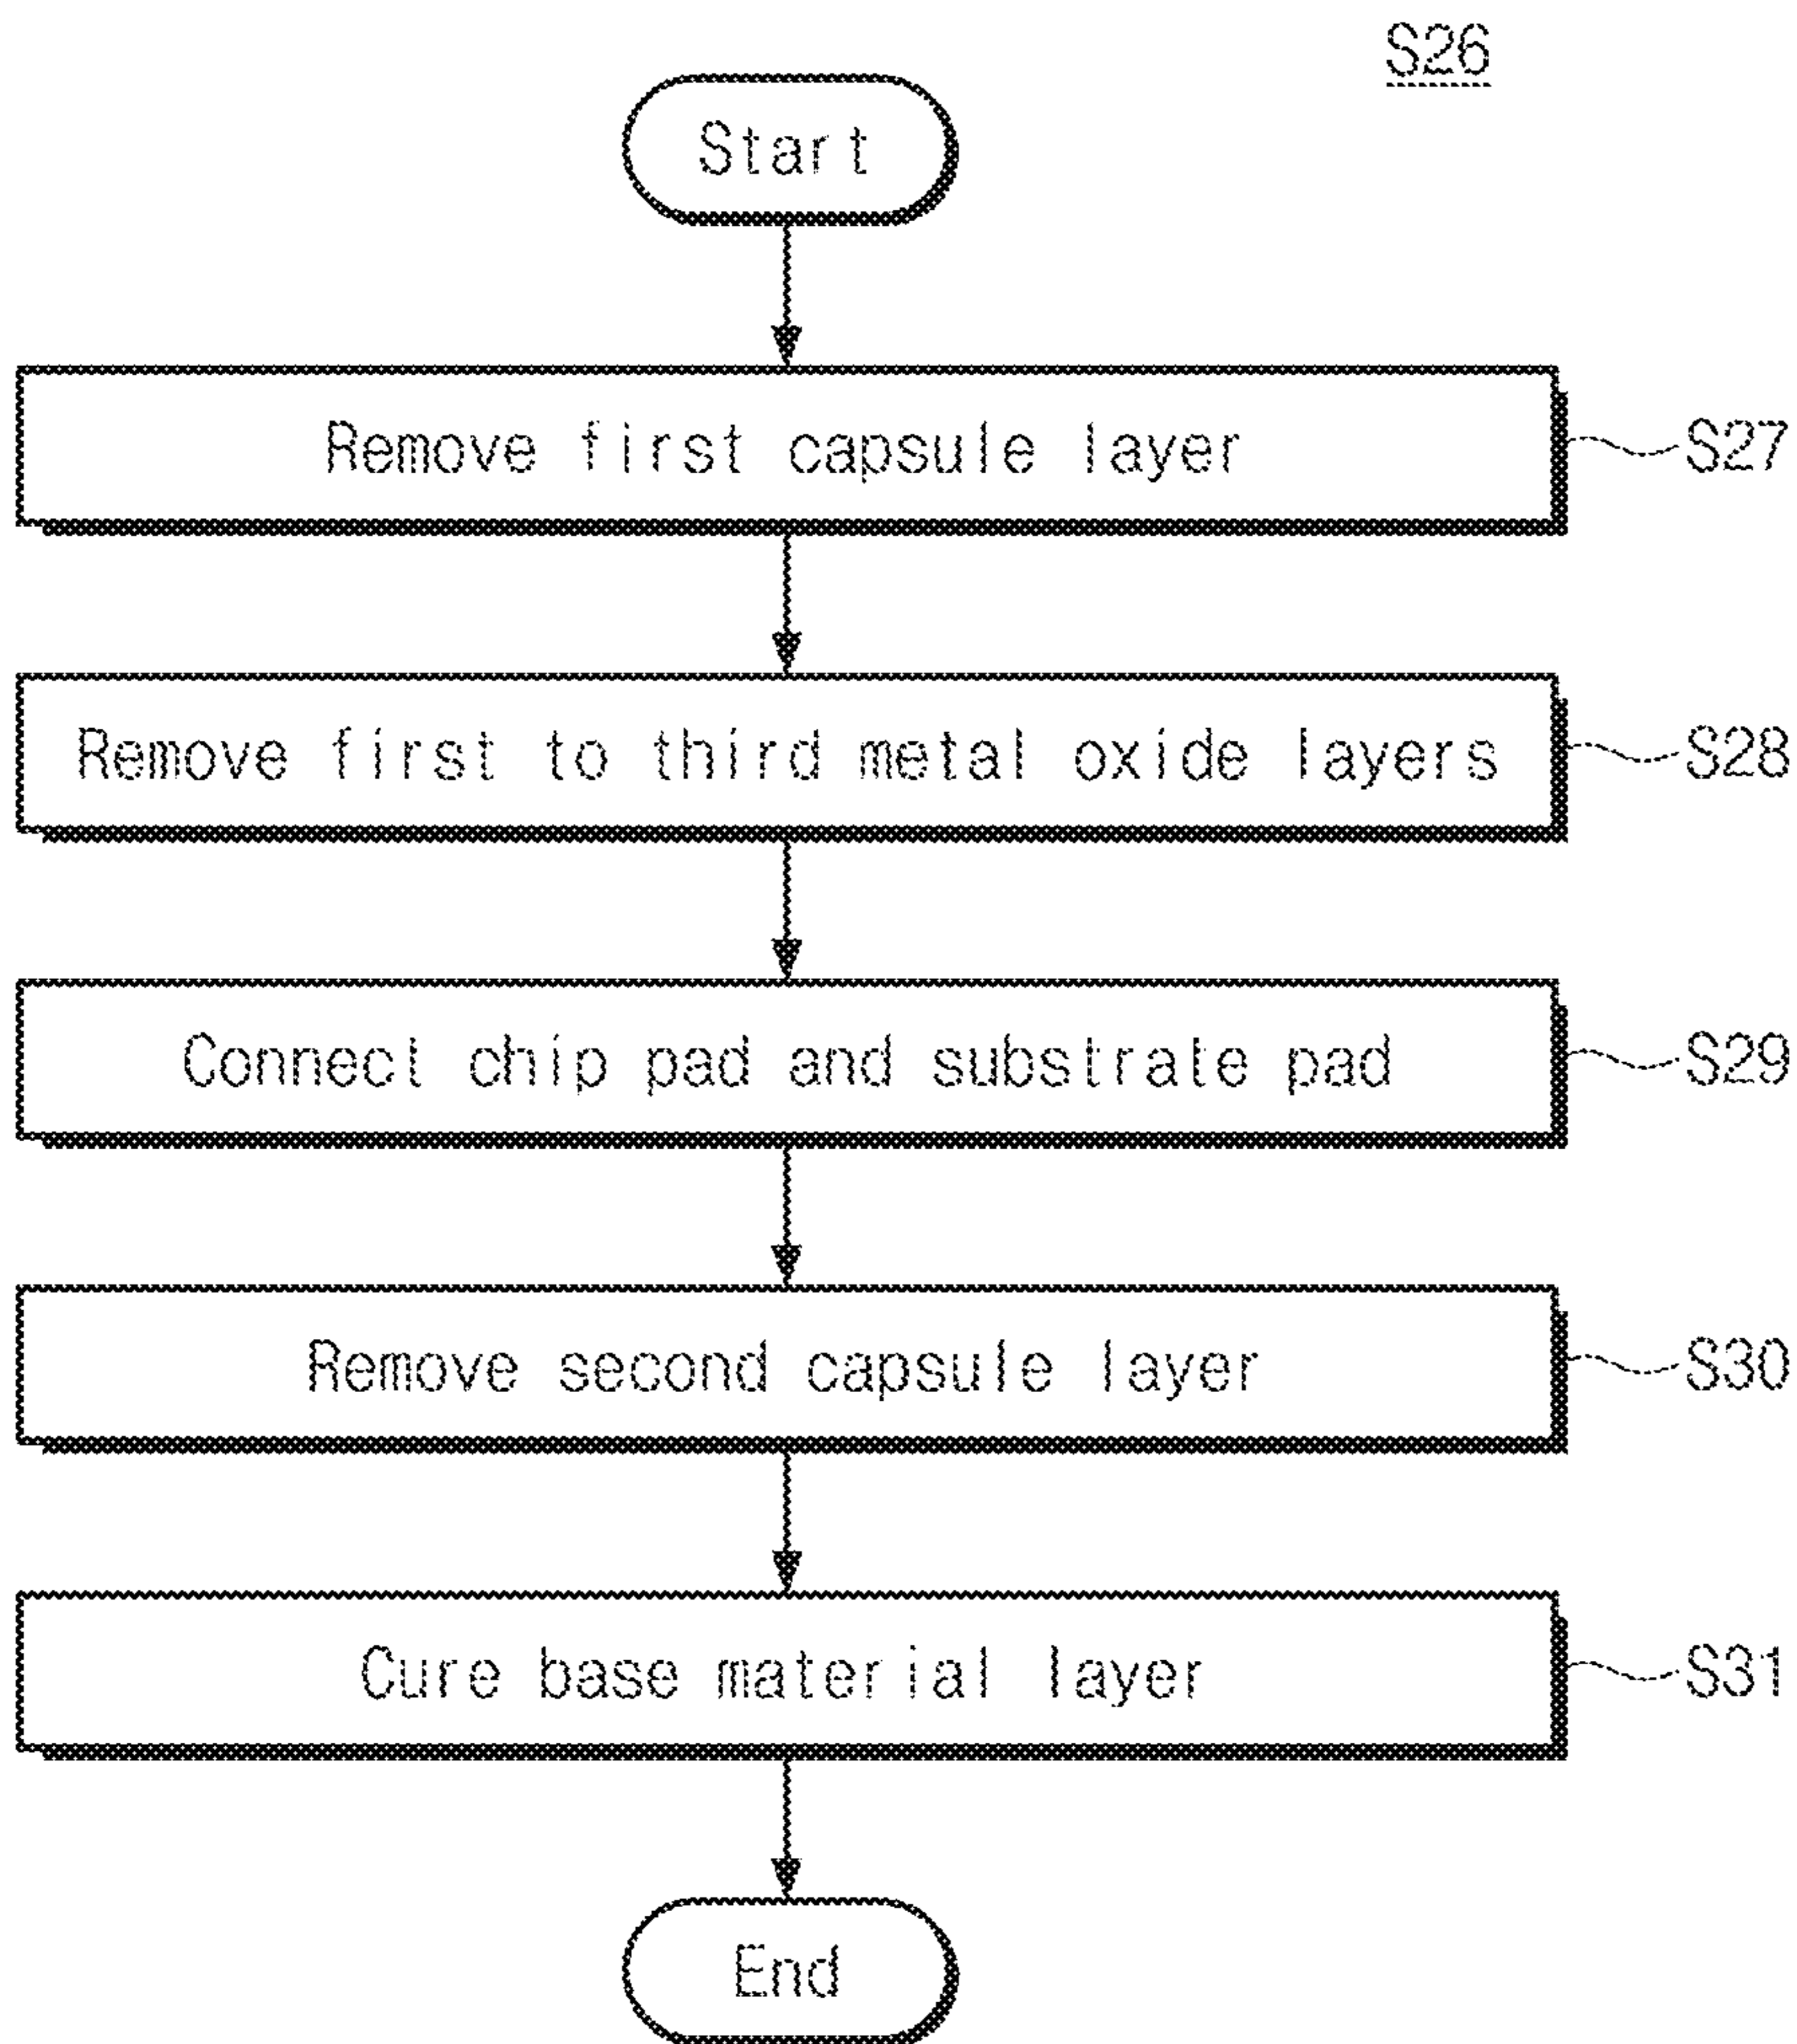 S26
Start
Remove first capsule layer
S27
Remove first to third metal oxide layers
S28
Connect chip pad and substrate pad
S29
Remove second capsule layer
S30
Cure base material layer
S31
End